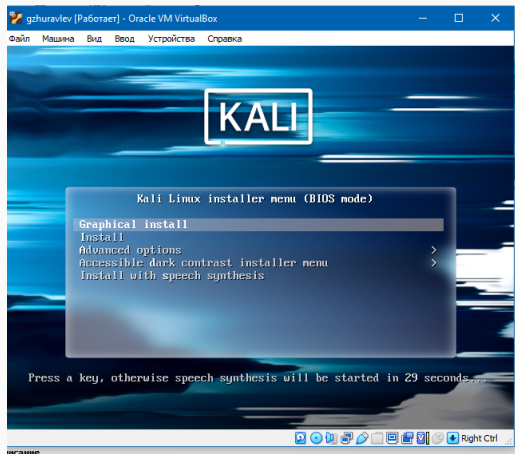 gzhuravlev [Работает] - Oracle VM VirtualBox
Файл Машина Вид Ввод Устройства Справка
KALI
Kali Linux installer menu (BIOS mode)
Graphical install
Install
Advanced options >
Accessible dark contrast installer menu >
Install with speech synthesis
Press a key, otherwise speech synthesis will be started in 29 seconds...
Right Ctrl